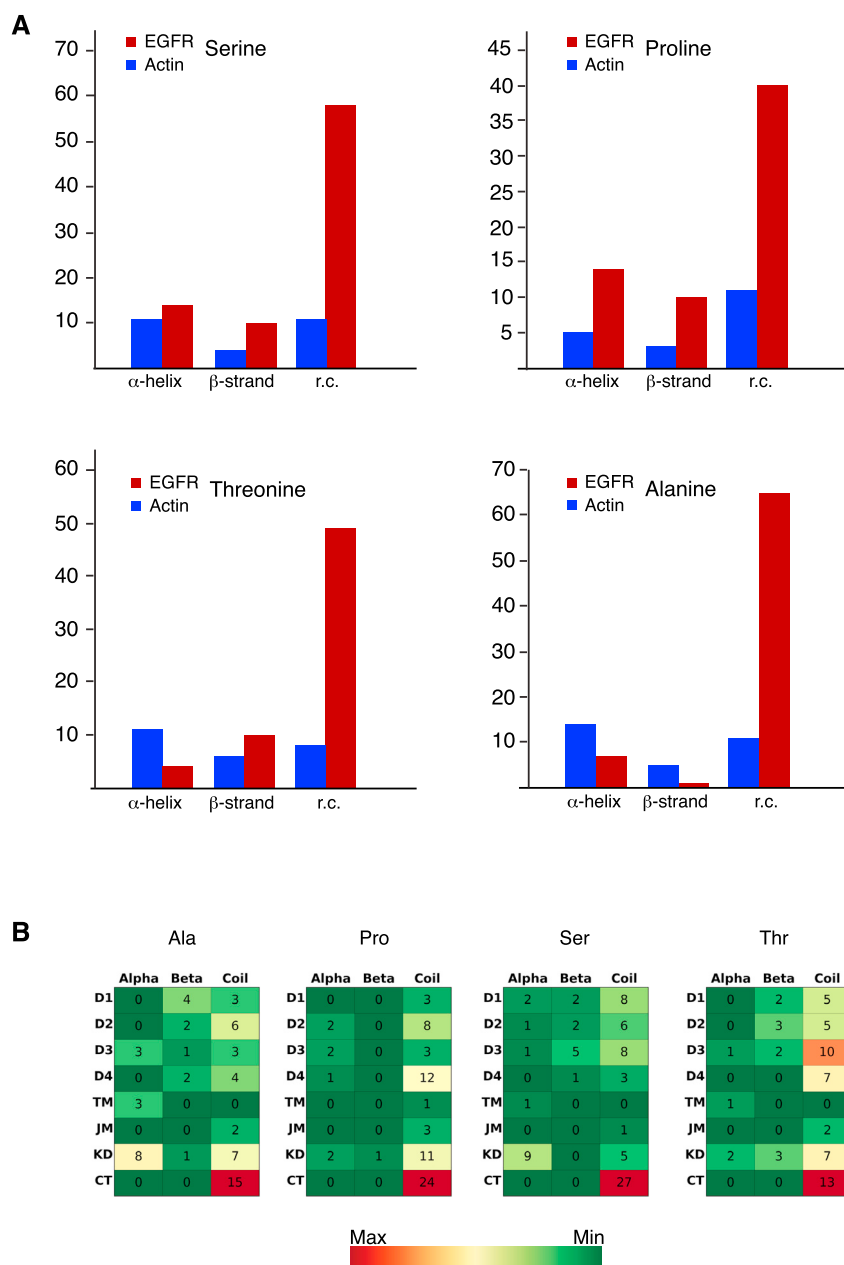 A
EGFR
Actin
Serine
70
60
50
40
30
20
10
α-helix β-strand r.c.
EGFR
Actin
Proline
45
40
35
30
25
20
15
10
5
α-helix β-strand r.c.
EGFR
Actin
Threonine
60
50
40
30
20
10
α-helix β-strand r.c.
EGFR
Actin
Alanine
70
60
50
40
30
20
10
α-helix β-strand r.c.
B
Ala
Alpha Beta Coil
D1 0 4 3
D2 0 2 6
D3 3 1 3
D4 0 2 4
TM 3 0 0
JM 0 0 2
KD 8 1 7
CT 0 0 15
Pro
Alpha Beta Coil
D1 0 0 3
D2 2 0 8
D3 2 0 3
D4 1 0 12
TM 0 0 1
JM 0 0 3
KD 2 1 11
CT 0 0 24
Ser
Alpha Beta Coil
D1 2 2 8
D2 1 2 6
D3 1 5 8
D4 0 1 3
TM 1 0 0
JM 0 0 1
KD 9 0 5
CT 0 0 27
Thr
Alpha Beta Coil
D1 0 2 5
D2 0 3 5
D3 1 2 10
D4 0 0 7
TM 1 0 0
JM 0 0 2
KD 2 3 7
CT 0 0 13
Max Min